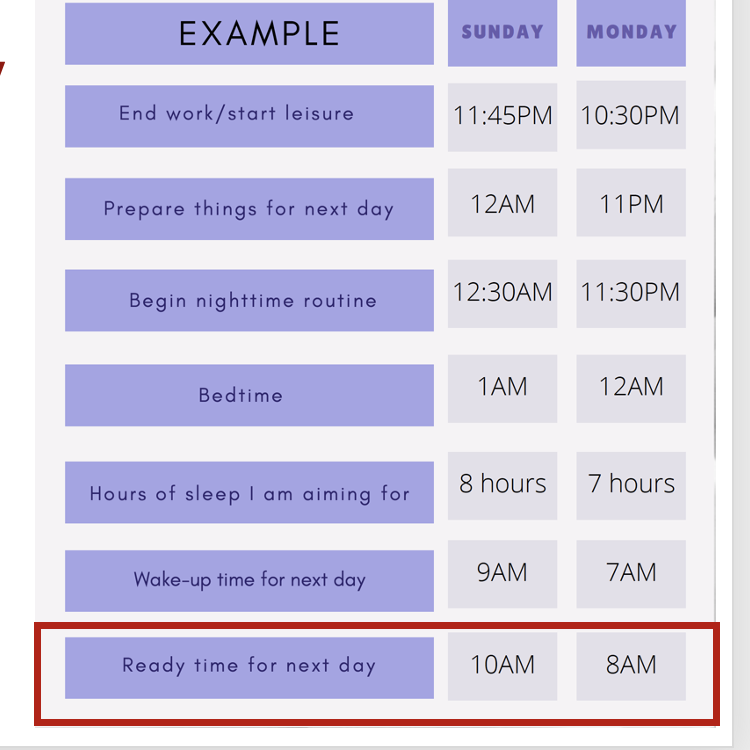 EXAMPLE SUNDAY MONDAY
End work/start leisure 11:45PM 10:30PM
Prepare things for next day 12AM 11PM
Begin nighttime routine 12:30AM 11:30PM
Bedtime 1AM 12AM
Hours of sleep I am aiming for 8 hours 7 hours
Wake-up time for next day 9AM 7AM
Ready time for next day 10AM 8AM